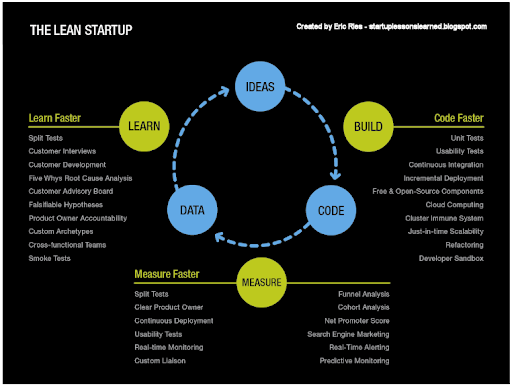 THE LEAN STARTUP
Created by Eric Ries - startuplessonslearned.blogspot.com
IDEAS
LEARN
BUILD
DATA
CODE
MEASURE
Learn Faster
Split Tests
Customer Interviews
Customer Development
Five Whys Root Cause Analysis
Customer Advisory Board
Falsifiable Hypotheses
Product Owner Accountability
Custom Archetypes
Cross-functional Teams
Smoke Tests
Code Faster
Unit Tests
Usability Tests
Continuous Integration
Incremental Deployment
Free & Open-Source Components
Cloud Computing
Cluster Immune System
Just-in-time Scalability
Refactoring
Developer Sandbox
Measure Faster
Split Tests
Clear Product Owner
Continuous Deployment
Usability Tests
Real-time Monitoring
Custom Liaison
Funnel Analysis
Cohort Analysis
Net Promoter Score
Search Engine Marketing
Real-Time Alerting
Predictive Monitoring